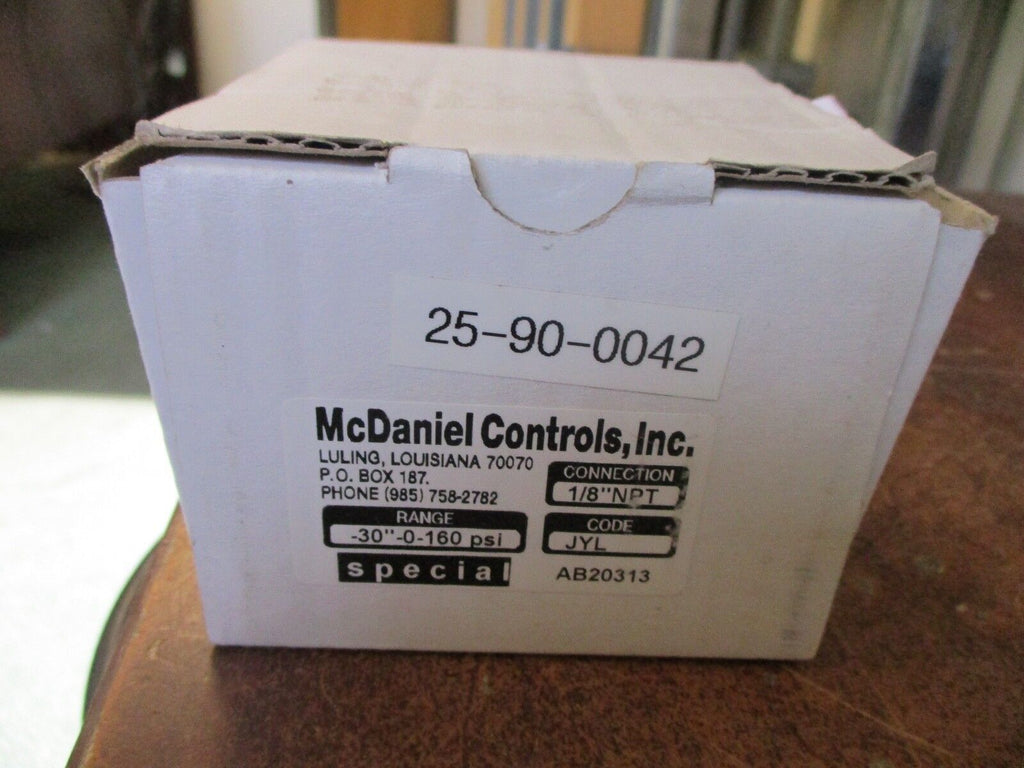 25-90-0042
McDaniel Controls, Inc.
LULING, LOUISIANA 70070
P.O. BOX 187.
PHONE (985) 758-2782
CONNECTION
1/8"NPT
RANGE
-30"-0-160 psi
CODE
JYL
special
AB20313